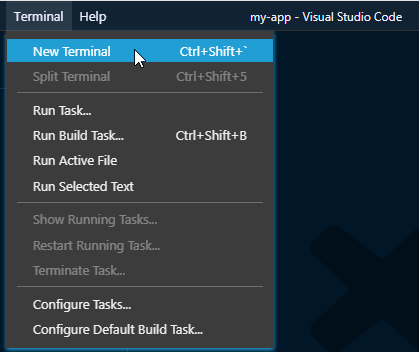 Terminal Help my-app - Visual Studio Code
New Terminal Ctrl+Shift+`
Split Terminal Ctrl+Shift+5
Run Task...
Run Build Task... Ctrl+Shift+B
Run Active File
Run Selected Text
Show Running Tasks...
Restart Running Task...
Terminate Task...
Configure Tasks...
Configure Default Build Task...